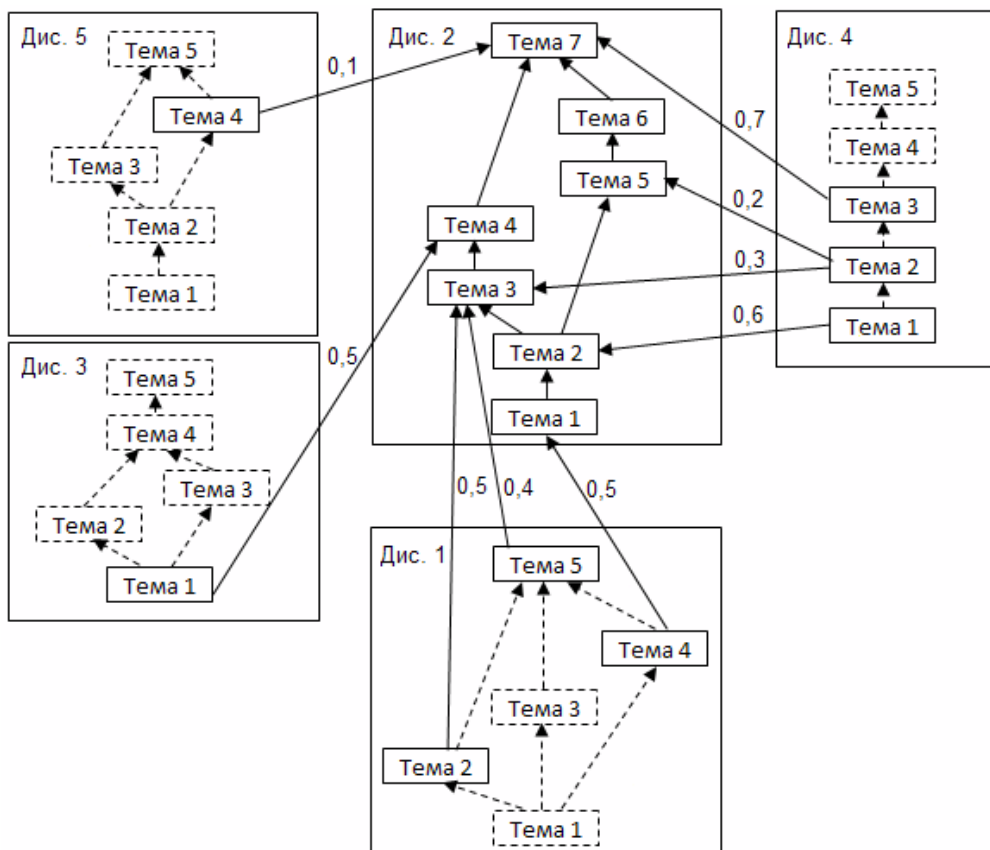 Дис. 5
Тема 5
Тема 4
Тема 3
Тема 2
Тема 1
0,1
Дис. 2
Тема 7
Тема 6
Тема 5
Тема 4
Тема 3
Тема 2
Тема 1
Дис. 4
Тема 5
Тема 4
Тема 3
Тема 2
Тема 1
0,7
0,2
0,3
0,6
Дис. 3
Тема 5
Тема 4
Тема 3
Тема 2
Тема 1
0,5
0,5
0,4
0,5
Дис. 1
Тема 5
Тема 4
Тема 3
Тема 2
Тема 1